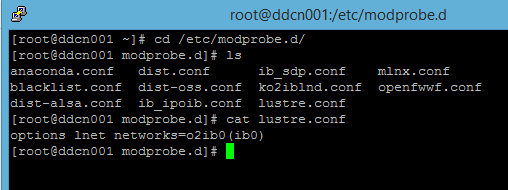 root@ddcn001:/etc/modprobe.d
[root@ddcn001 ~]# cd /etc/modprobe.d/
[root@ddcn001 modprobe.d]# ls
anaconda.conf   dist.conf      ib_sdp.conf    mlnx.conf
blacklist.conf  dist-oss.conf  ko2iblnd.conf  openfwwf.conf
dist-alsa.conf  ib_ipoib.conf  lustre.conf
[root@ddcn001 modprobe.d]# cat lustre.conf
options lnet networks=o2ib0(ib0)
[root@ddcn001 modprobe.d]#